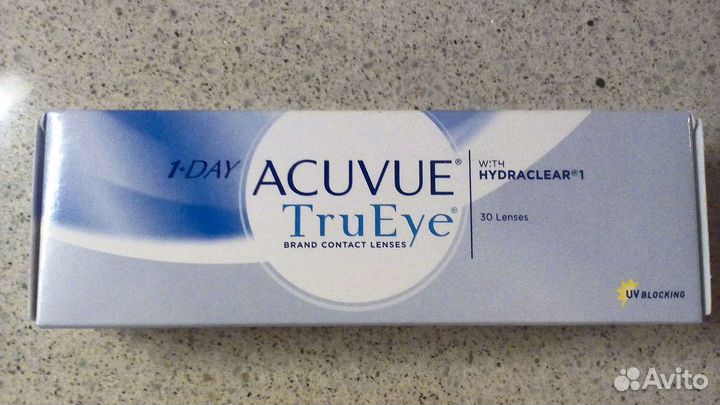 1·DAY ACUVUE®
TruEye®
BRAND CONTACT LENSES
WITH
HYDRACLEAR®1
30 Lenses
UV BLOCKING
Avito